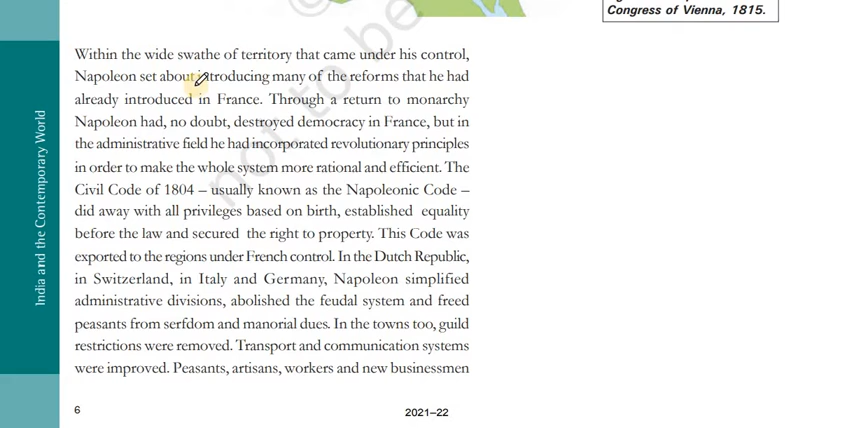 Congress of Vienna, 1815.
Within the wide swathe of territory that came under his control,
Napoleon set about introducing many of the reforms that he had
already introduced in France. Through a return to monarchy
Napoleon had, no doubt, destroyed democracy in France, but in
the administrative field he had incorporated revolutionary principles
in order to make the whole system more rational and efficient. The
Civil Code of 1804 – usually known as the Napoleonic Code –
did away with all privileges based on birth, established equality
before the law and secured the right to property. This Code was
exported to the regions under French control. In the Dutch Republic,
in Switzerland, in Italy and Germany, Napoleon simplified
administrative divisions, abolished the feudal system and freed
peasants from serfdom and manorial dues. In the towns too, guild
restrictions were removed. Transport and communication systems
were improved. Peasants, artisans, workers and new businessmen
India and the Contemporary World
6
2021–22
not to be